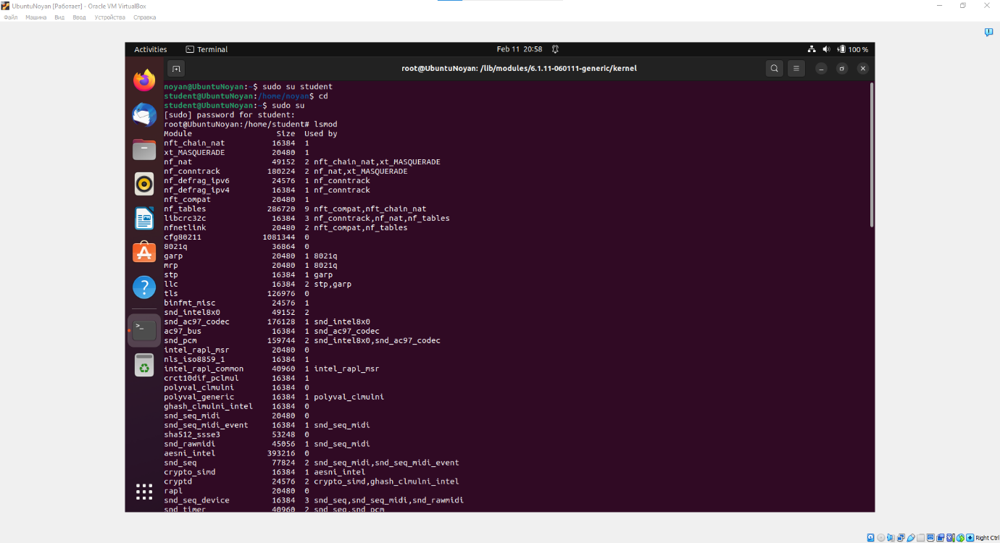 UbuntuNoyan [Работает] - Oracle VM VirtualBox
Файл Машина Вид Ввод Устройства Справка
Activities Terminal Feb 11 20:58 100 %
root@UbuntuNoyan: /lib/modules/6.1.11-060111-generic/kernel
noyan@UbuntuNoyan:~$ sudo su student
student@UbuntuNoyan:/home/noyan$ cd
student@UbuntuNoyan:~$ sudo su
[sudo] password for student:
root@UbuntuNoyan:/home/student# lsmod
Module Size Used by
nft_chain_nat 16384 1
xt_MASQUERADE 20480 1
nf_nat 49152 2 nft_chain_nat,xt_MASQUERADE
nf_conntrack 180224 2 nf_nat,xt_MASQUERADE
nf_defrag_ipv6 24576 1 nf_conntrack
nf_defrag_ipv4 16384 1 nf_conntrack
nft_compat 20480 1
nf_tables 286720 9 nft_compat,nft_chain_nat
libcrc32c 16384 3 nf_conntrack,nf_nat,nf_tables
nfnetlink 20480 2 nft_compat,nf_tables
cfg80211 1081344 0
8021q 36864 0
garp 20480 1 8021q
mrp 20480 1 8021q
stp 16384 1 garp
llc 16384 2 stp,garp
tls 126976 0
binfmt_misc 24576 1
snd_intel8x0 49152 2
snd_ac97_codec 176128 1 snd_intel8x0
ac97_bus 16384 1 snd_ac97_codec
snd_pcm 159744 2 snd_intel8x0,snd_ac97_codec
intel_rapl_msr 20480 0
nls_iso8859_1 16384 1
intel_rapl_common 40960 1 intel_rapl_msr
crct10dif_pclmul 16384 1
polyval_clmulni 16384 0
polyval_generic 16384 1 polyval_clmulni
ghash_clmulni_intel 16384 0
snd_seq_midi 20480 0
snd_seq_midi_event 16384 1 snd_seq_midi
sha512_ssse3 53248 0
snd_rawmidi 45056 1 snd_seq_midi
aesni_intel 393216 0
snd_seq 77824 2 snd_seq_midi,snd_seq_midi_event
crypto_simd 16384 1 aesni_intel
cryptd 24576 2 crypto_simd,ghash_clmulni_intel
rapl 20480 0
snd_seq_device 16384 3 snd_seq,snd_seq_midi,snd_rawmidi
snd_timer 40960 2 snd_seq,snd_pcm
Right Ctrl